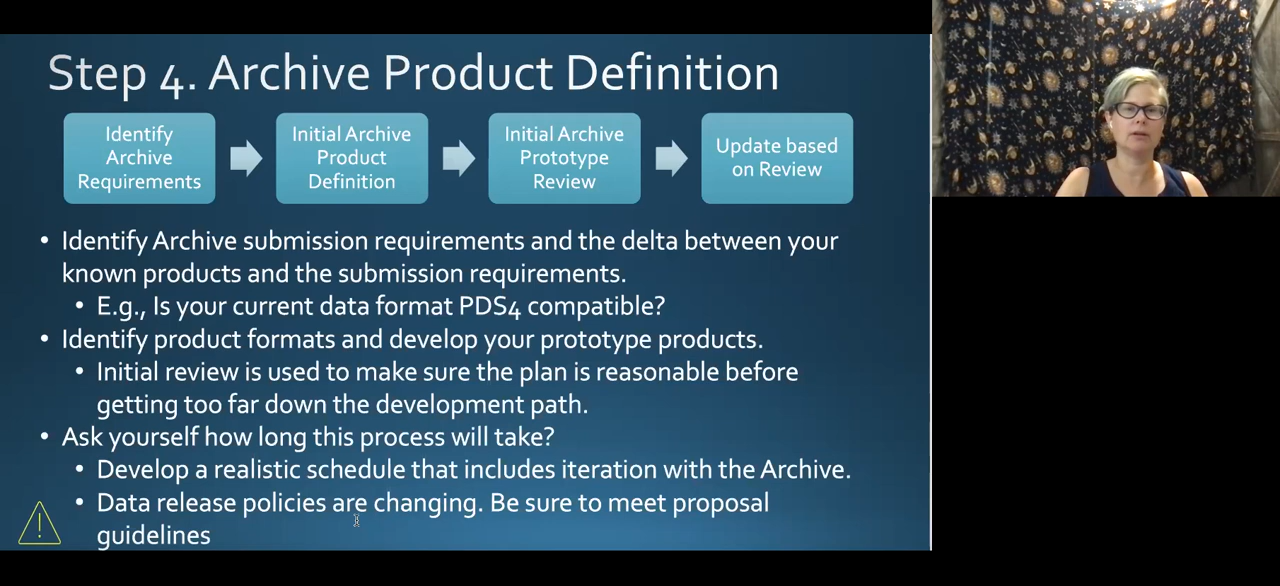 Step 4. Archive Product Definition
Identify
Archive
Requirements
Initial Archive
Product
Definition
Initial Archive
Prototype
Review
Update based
on Review
• Identify Archive submission requirements and the delta between your
known products and the submission requirements.
• E.g., Is your current data format PDS4 compatible?
• Identify product formats and develop your prototype products.
• Initial review is used to make sure the plan is reasonable before
getting too far down the development path.
• Ask yourself how long this process will take?
• Develop a realistic schedule that includes iteration with the Archive.
• Data release policies are changing. Be sure to meet proposal
guidelines